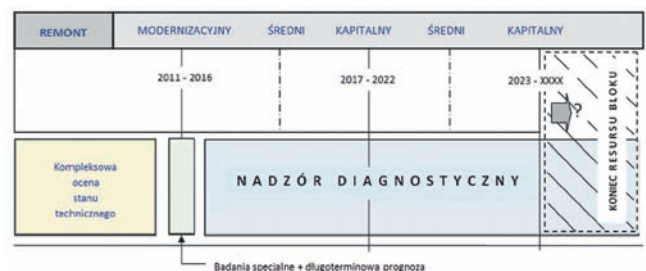 REMONT MODERNIZACYJNY ŚREDNI KAPITALNY ŚREDNI KAPITALNY
2011 - 2016 2017 - 2022 2023 - XXXX
?
KONIEC RESURSU BLOKU
Kompleksowa
ocena
stanu
technicznego
NADZÓR DIAGNOSTYCZNY
Badania specjalne + długoterminowa prognoza